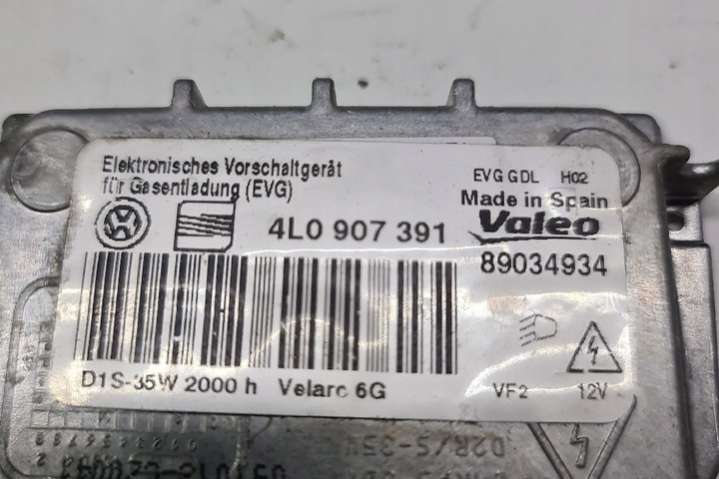 Elektronisches Vorschaltgerät
für Gasentladung (EVG)
EVG GDL H02
Made in Spain
Valeo
4L0 907 391
89034934
D1S-35W 2000 h Velarc 6G
VF2 12V